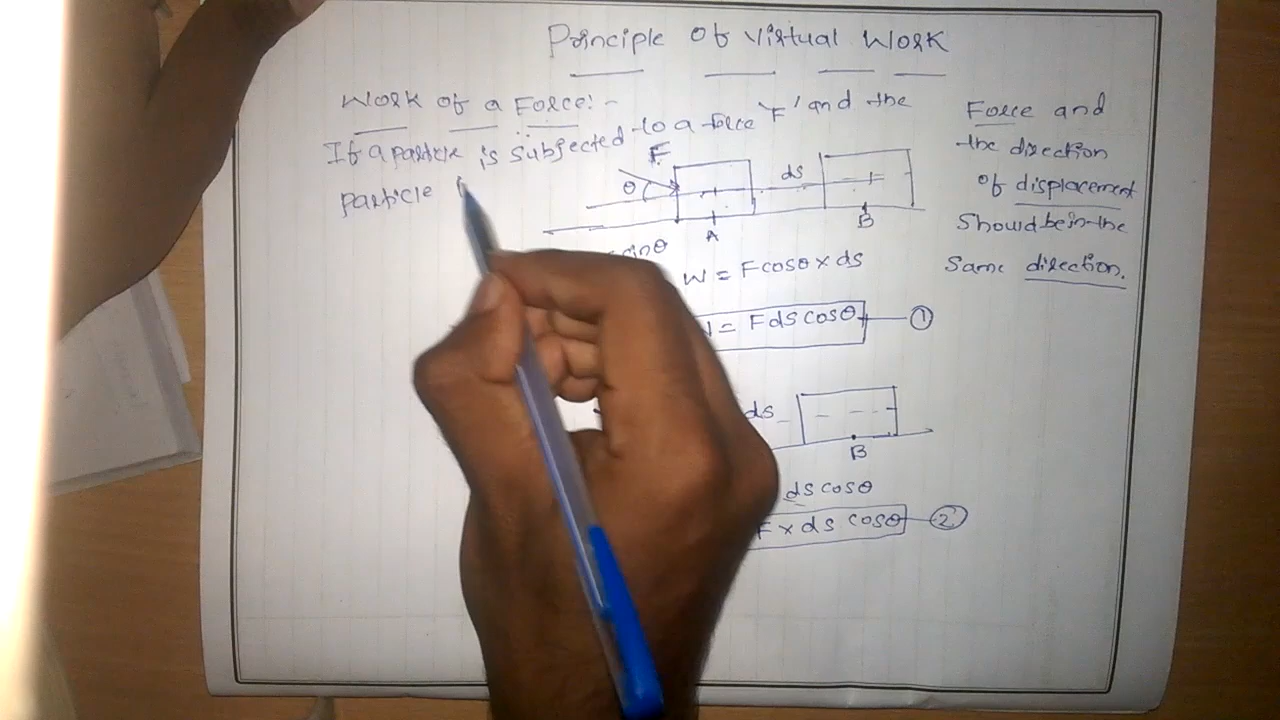 Principle of Virtual Work
Work of a Force:-
If a particle is subjected to a force 'F' and the
particle
F
θ
ds
A
B
sinθ
W = Fcosθ × ds
= Fds cosθ
1
ds
B
ds cosθ
F × ds cosθ
2
Force and
the direction
of displacement
Showd be in the
Same direction.